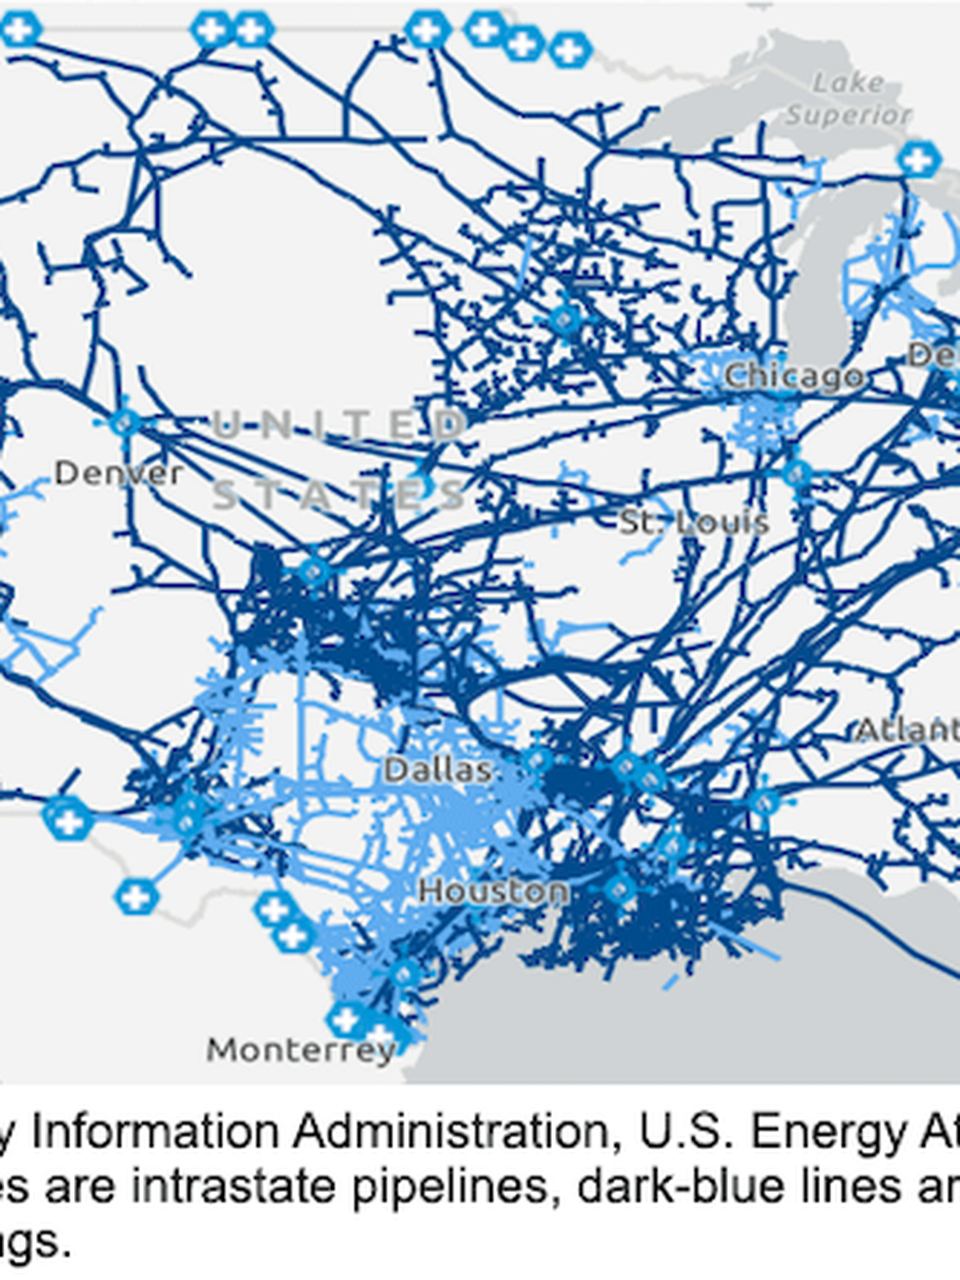 Lake
Superior
De
Chicago
UNITED
Denver
STATES
St. Louis
Atlant
Dallas
Houston
Monterrey
y Information Administration, U.S. Energy At
es are intrastate pipelines, dark-blue lines ar
ngs.